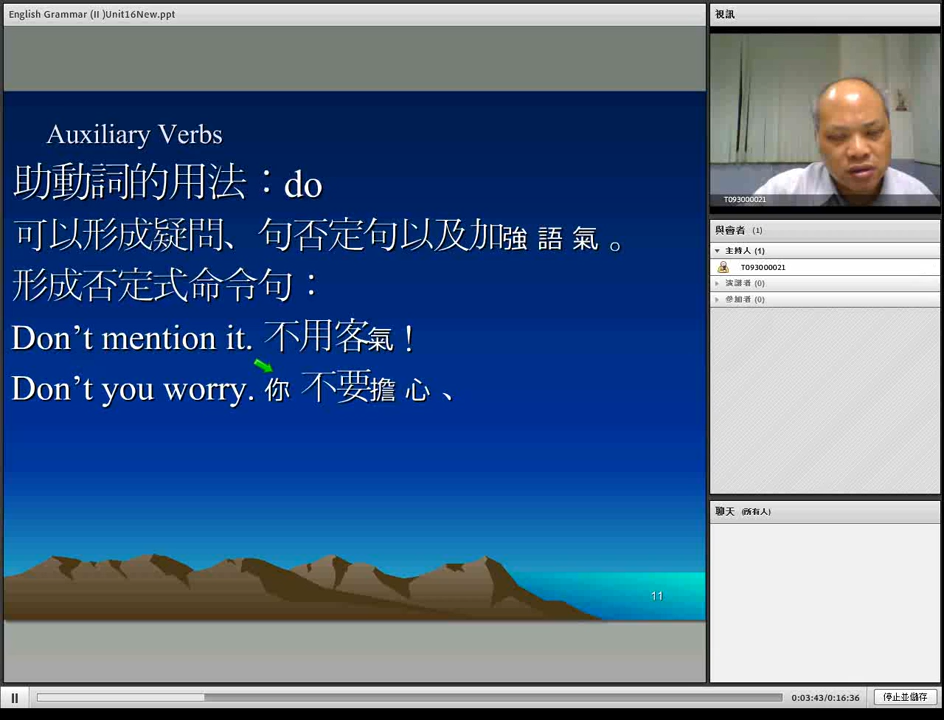 English Grammar (II )Unit16New.ppt
視訊
Auxiliary Verbs
助動詞的用法：do
可以形成疑問、句否定句以及加強語氣。
形成否定式命令句：
Don't mention it. 不用客氣！
Don't you worry. 你 不要擔心、
11
T093000021
與會者 (1)
主持人 (1)
T093000021
演講者 (0)
參加者 (0)
聊天 (所有人)
0:03:43/0:16:36
停止並儲存